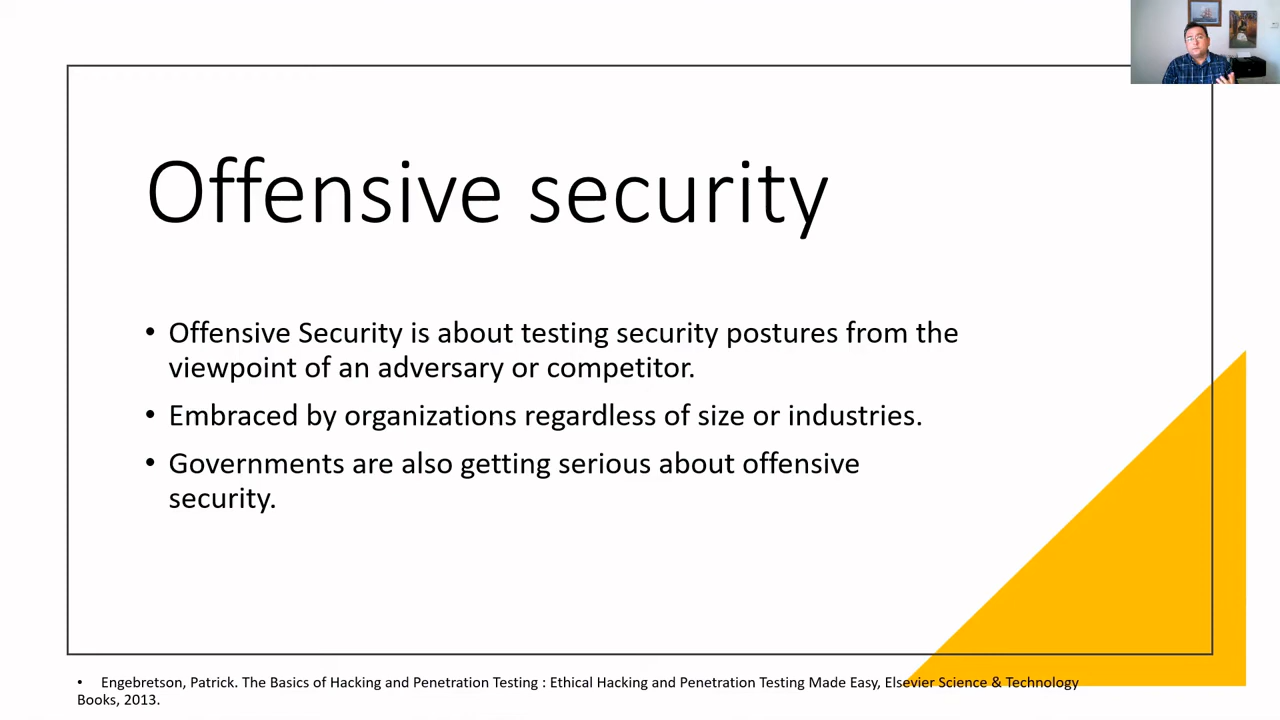 Offensive security
• Offensive Security is about testing security postures from the
viewpoint of an adversary or competitor.
• Embraced by organizations regardless of size or industries.
• Governments are also getting serious about offensive
security.
• Engebretson, Patrick. The Basics of Hacking and Penetration Testing : Ethical Hacking and Penetration Testing Made Easy, Elsevier Science & Technology
Books, 2013.